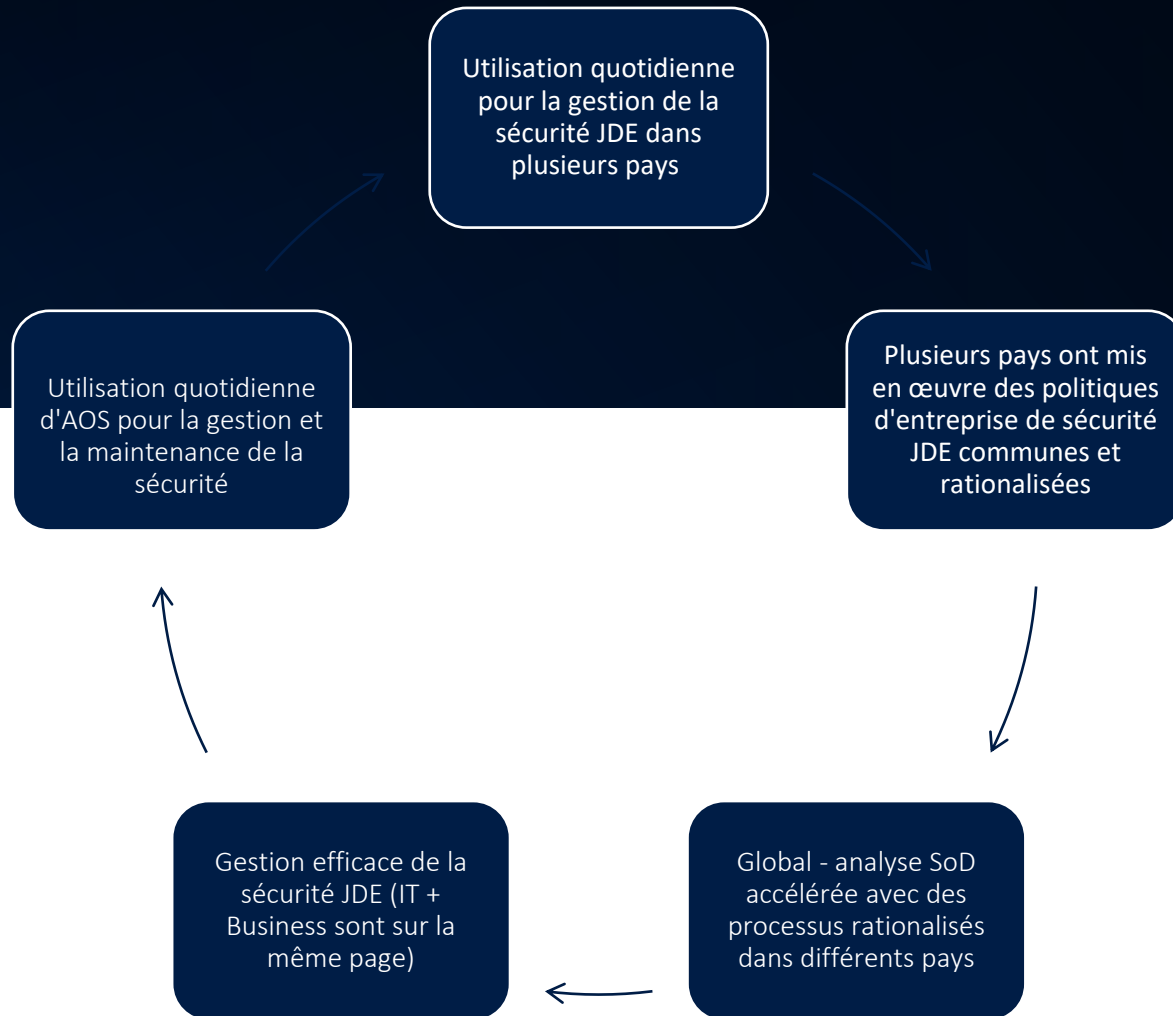 Utilisation quotidienne
pour la gestion de la
sécurité JDE dans
plusieurs pays
Plusieurs pays ont mis
en œuvre des politiques
d'entreprise de sécurité
JDE communes et
rationalisées
Global - analyse SoD
accélérée avec des
processus rationalisés
dans différents pays
Gestion efficace de la
sécurité JDE (IT +
Business sont sur la
même page)
Utilisation quotidienne
d'AOS pour la gestion et
la maintenance de la
sécurité